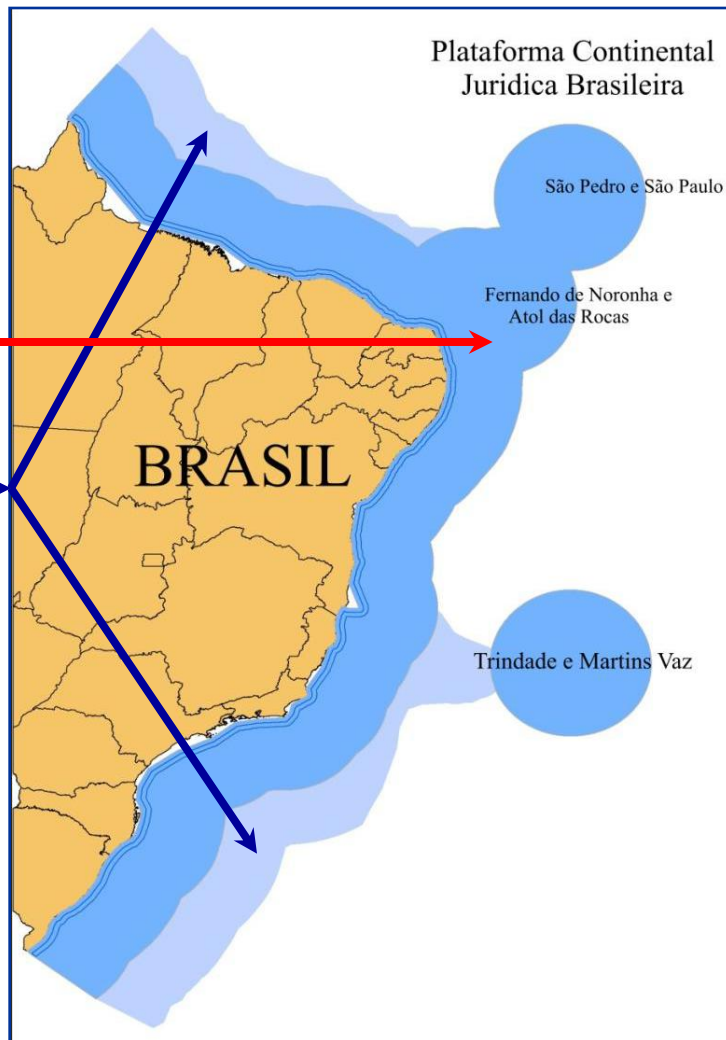 Plataforma Continental
Juridica Brasileira
São Pedro e São Paulo
Fernando de Noronha e
Atol das Rocas
BRASIL
Trindade e Martins Vaz